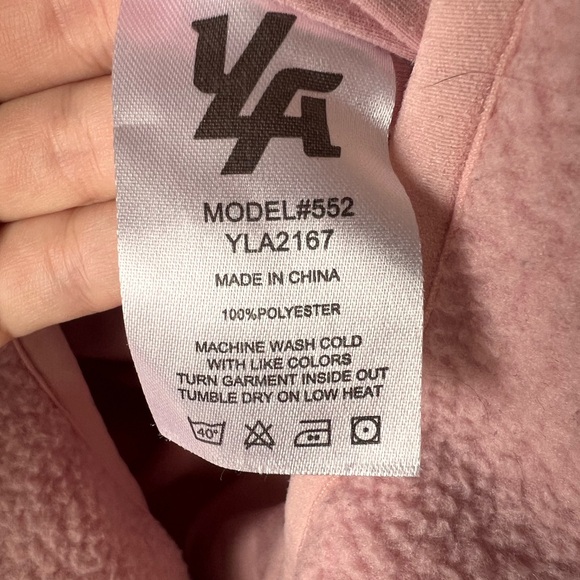 YLA
MODEL#552
YLA2167
MADE IN CHINA
100%POLYESTER
MACHINE WASH COLD
WITH LIKE COLORS
TURN GARMENT INSIDE OUT
TUMBLE DRY ON LOW HEAT
40°